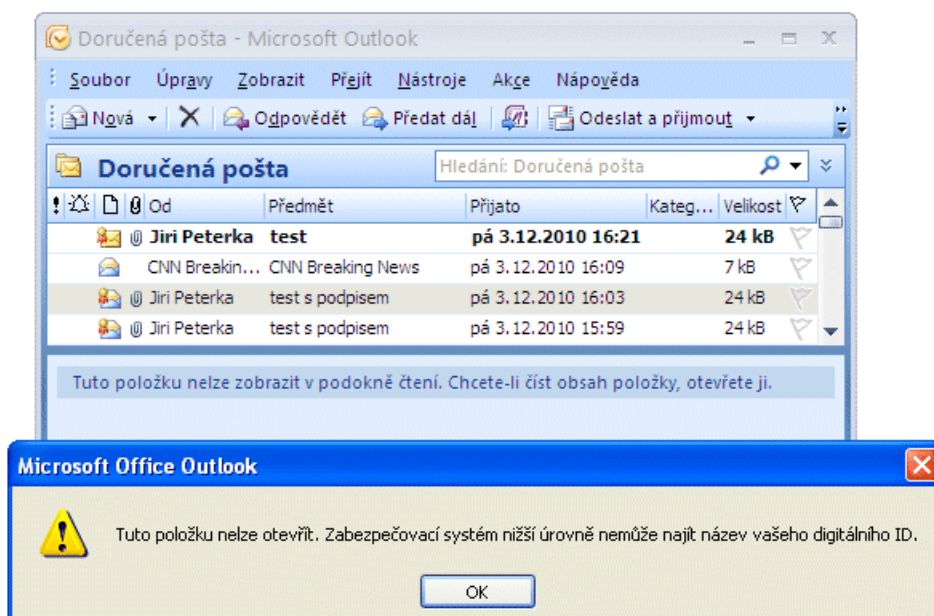 Doručená pošta - Microsoft Outlook
Soubor Úpravy Zobrazit Přejít Nástroje Akce Nápověda
Nová Odpovědět Předat dál Odeslat a přijmout
Doručená pošta Hledání: Doručená pošta
Od Předmět Přijato Kateg... Velikost
Jiri Peterka test pá 3.12.2010 16:21 24 kB
CNN Breakin... CNN Breaking News pá 3.12.2010 16:09 7 kB
Jiri Peterka test s podpisem pá 3.12.2010 16:03 24 kB
Jiri Peterka test s podpisem pá 3.12.2010 15:59 24 kB
Tuto položku nelze zobrazit v podokně čtení. Chcete-li číst obsah položky, otevřete ji.
Microsoft Office Outlook
Tuto položku nelze otevřít. Zabezpečovací systém nižší úrovně nemůže najít název vašeho digitálního ID.
OK